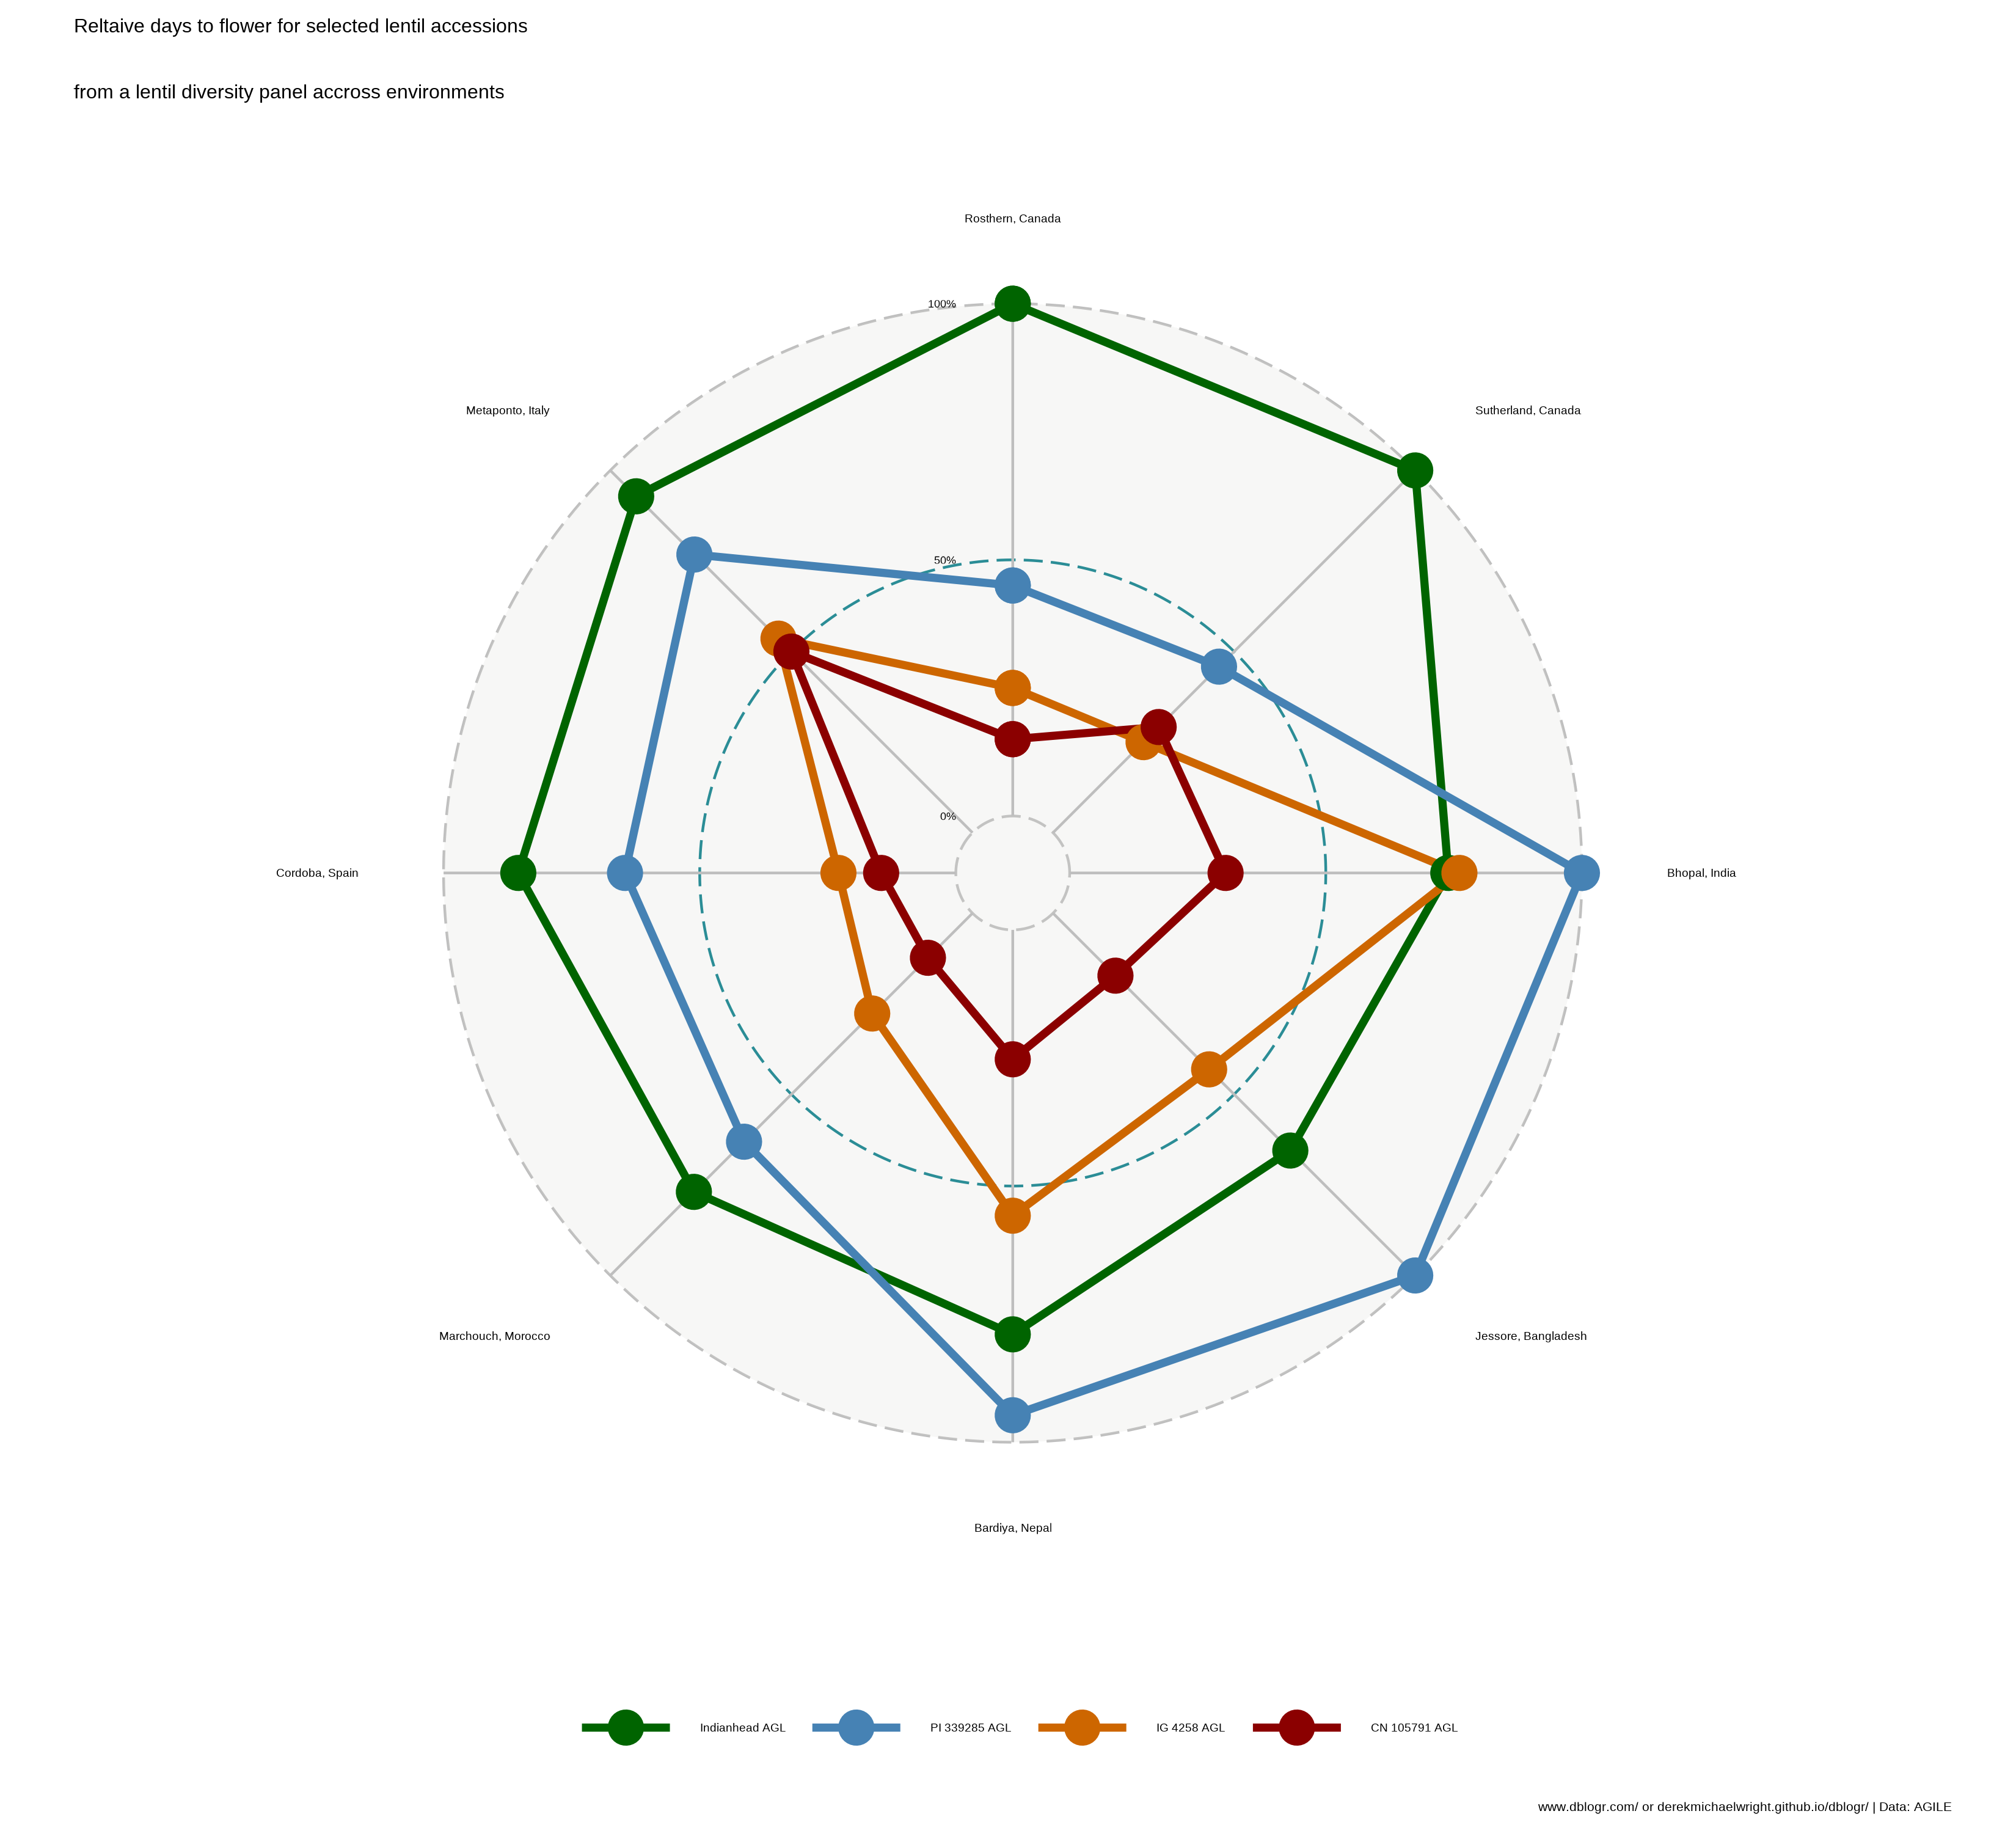 Reltaive days to flower for selected lentil accessions
from a lentil diversity panel accross environments
Rosthern, Canada
100%
Metaponto, Italy
Sutherland, Canada
50%
0%
Cordoba, Spain
Bhopal, India
Marchouch, Morocco
Jessore, Bangladesh
Bardiya, Nepal
Indianhead AGL
PI 339285 AGL
IG 4258 AGL
CN 105791 AGL
www.dblogr.com/ or derekmichaelwright.github.io/dblogr/ | Data: AGILE